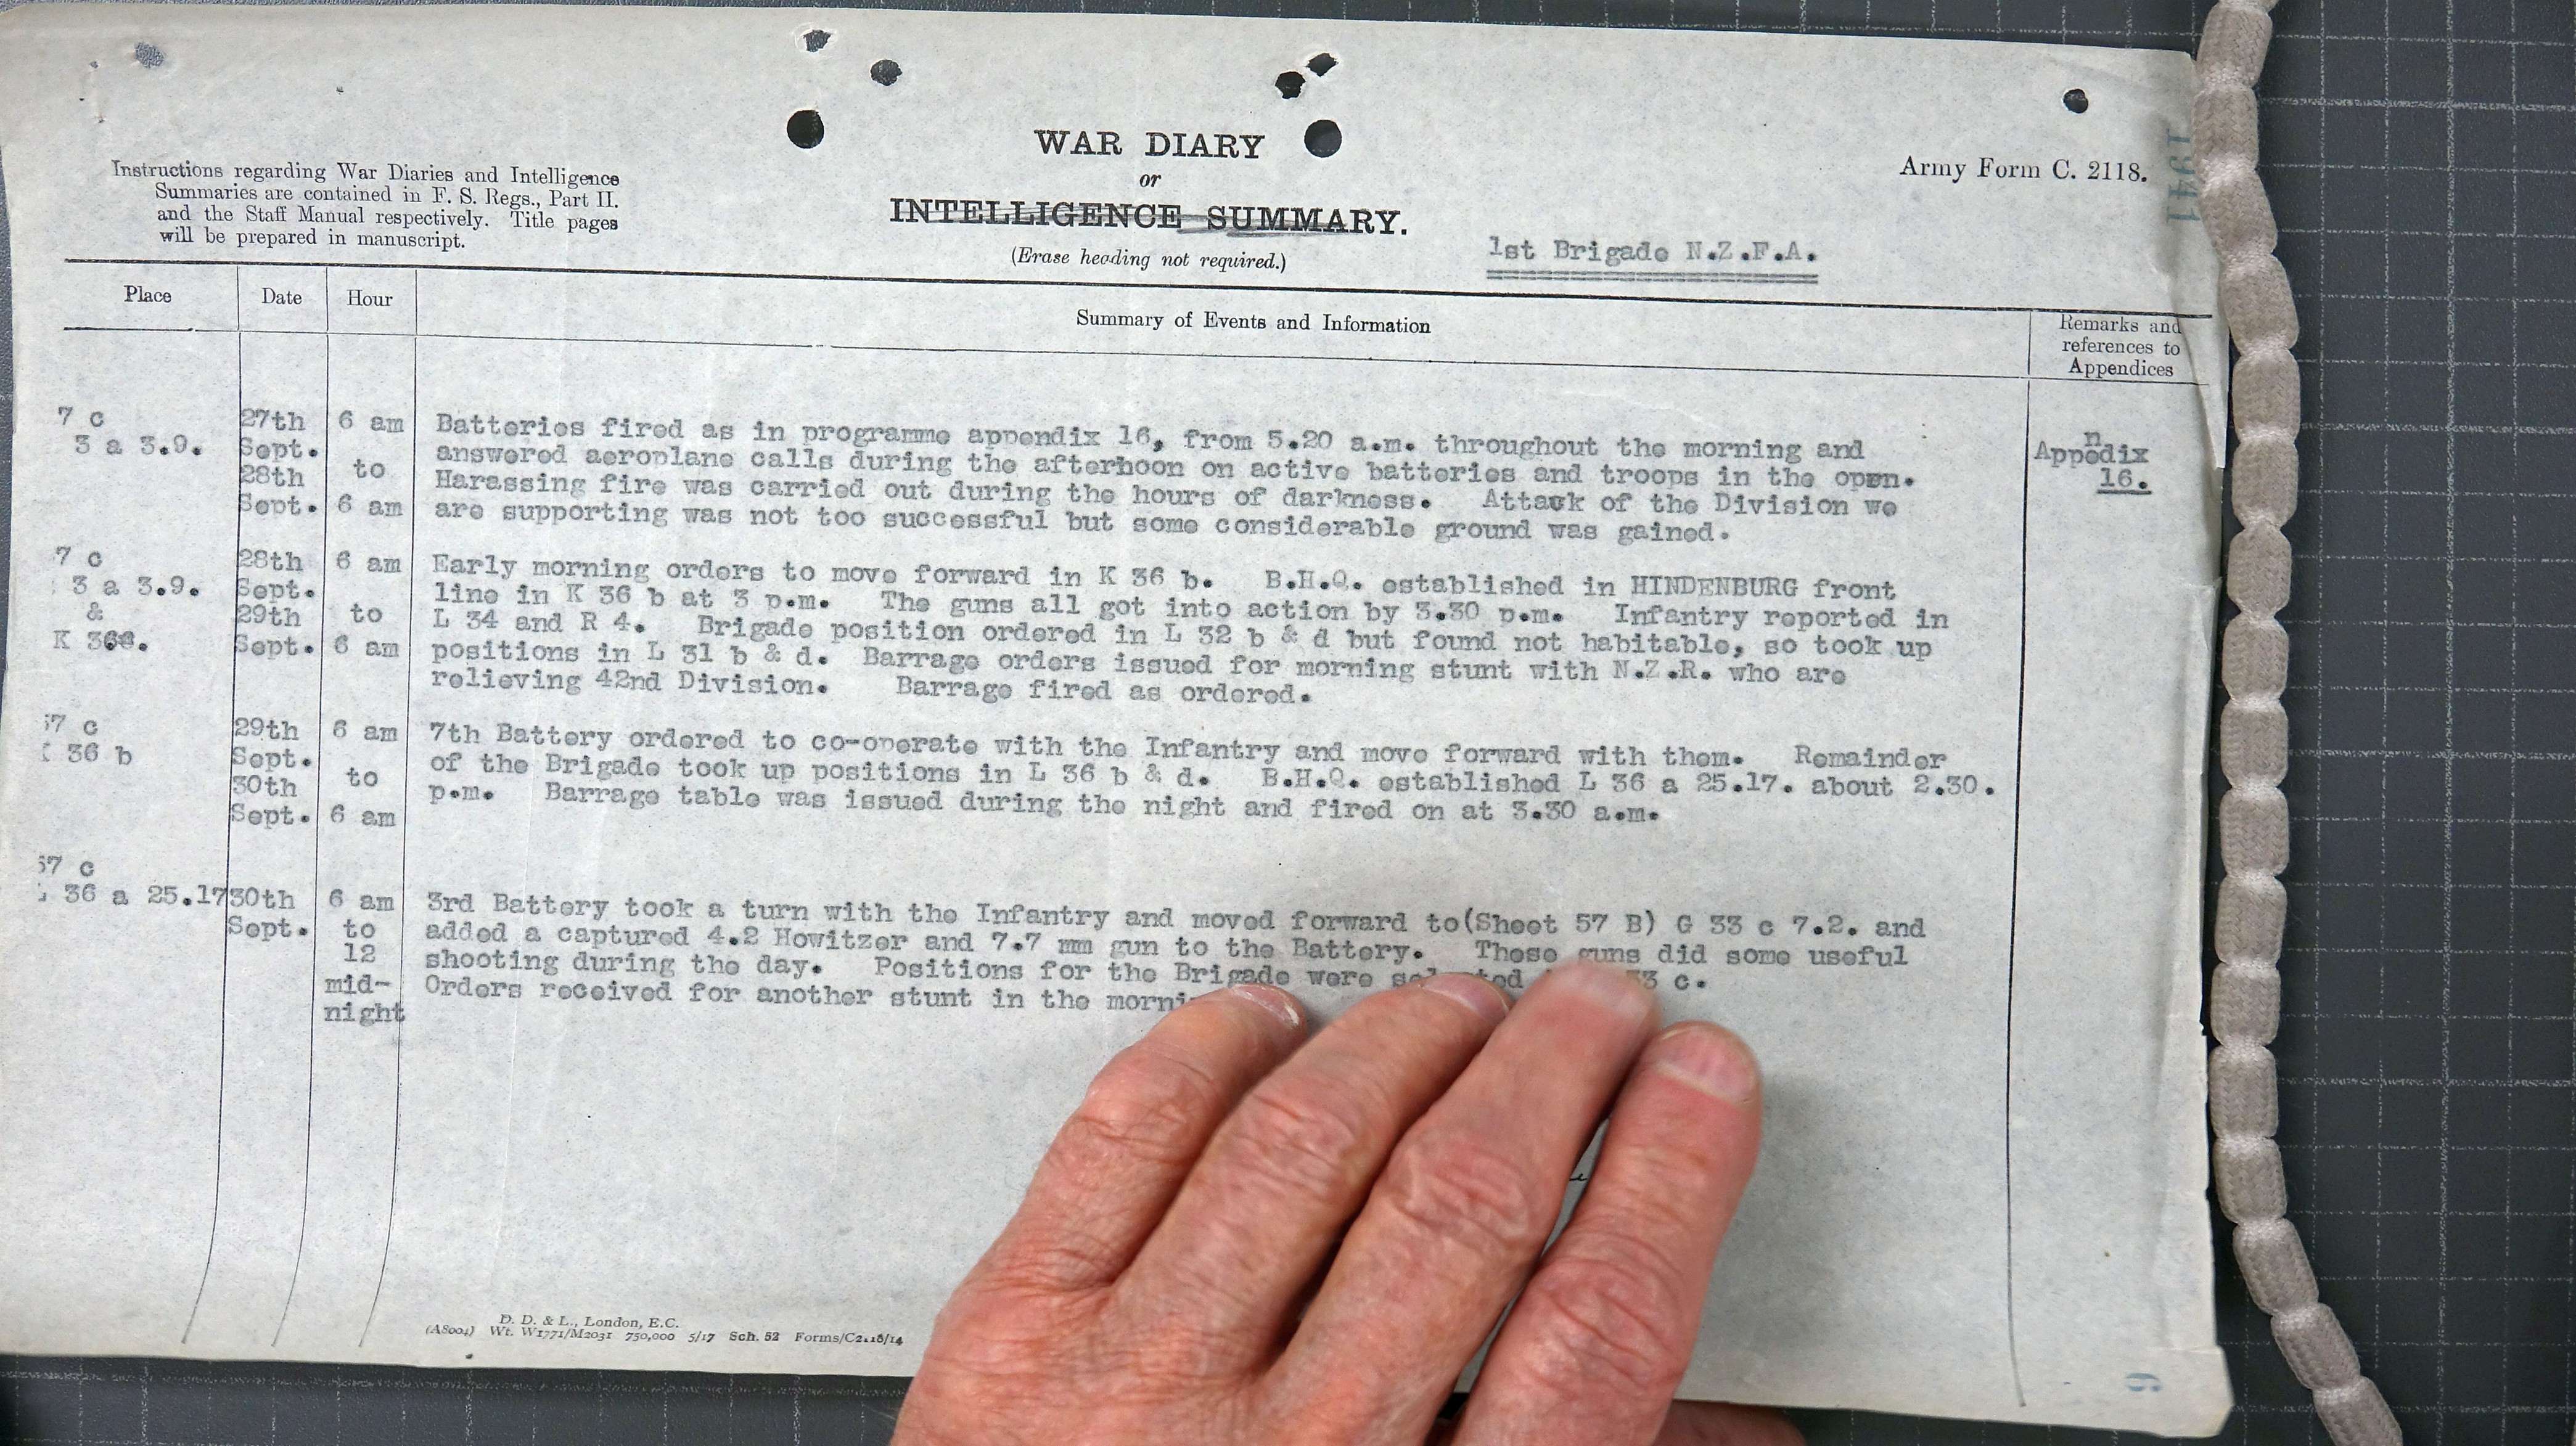 WAR DIARY
or
INTELLIGENCE SUMMARY.
(Erase heading not required.)
Instructions regarding War Diaries and Intelligence
Summaries are contained in F. S. Regs., Part II.
and the Staff Manual respectively. Title pages
will be prepared in manuscript.
Army Form C. 2118.
1941
1st Brigade N.Z.F.A.
Place Date Hour Summary of Events and Information Remarks and
references to
Appendices
7 c 27th 6 am Batteries fired as in programme appendix 16, from 5.20 a.m. throughout the morning and
3 a 3.9. Sept. answered aeroplane calls during the afternoon on active batteries and troops in the open.
28th to Harassing fire was carried out during the hours of darkness. Attack of the Division we
Sept. 6 am are supporting was not too successful but some considerable ground was gained.
n
Appedix
16.
7 c 28th 6 am Early morning orders to move forward in K 36 b. B.H.Q. established in HINDENBURG front
3 a 3.9. Sept. line in K 36 b at 3 p.m. The guns all got into action by 3.30 p.m. Infantry reported in
& 29th to L 34 and R 4. Brigade position ordered in L 32 b & d but found not habitable, so took up
K 36 Sept. 6 am positions in L 31 b & d. Barrage orders issued for morning stunt with N.Z.R. who are
relieving 42nd Division. Barrage fired as ordered.
7 c 29th 6 am 7th Battery ordered to co-operate with the Infantry and move forward with them. Remainder
36 b Sept. of the Brigade took up positions in L 36 b & d. B.H.Q. established L 36 a 25.17. about 2.30.
30th to p.m. Barrage table was issued during the night and fired on at 3.30 a.m.
Sept. 6 am
57 c
36 a 25.17 30th 6 am 3rd Battery took a turn with the Infantry and moved forward to(Sheet 57 B) G 33 c 7.2. and
Sept. to added a captured 4.2 Howitzer and 7.7 mm gun to the Battery. These guns did some useful
12 shooting during the day. Positions for the Brigade were c.
mid- Orders received for another stunt in the
night
D. D. & L., London, E.C.
(A8004) Wt. W1771/M2031 750,000 5/17 Sch. 52 Forms/C2118/14
9